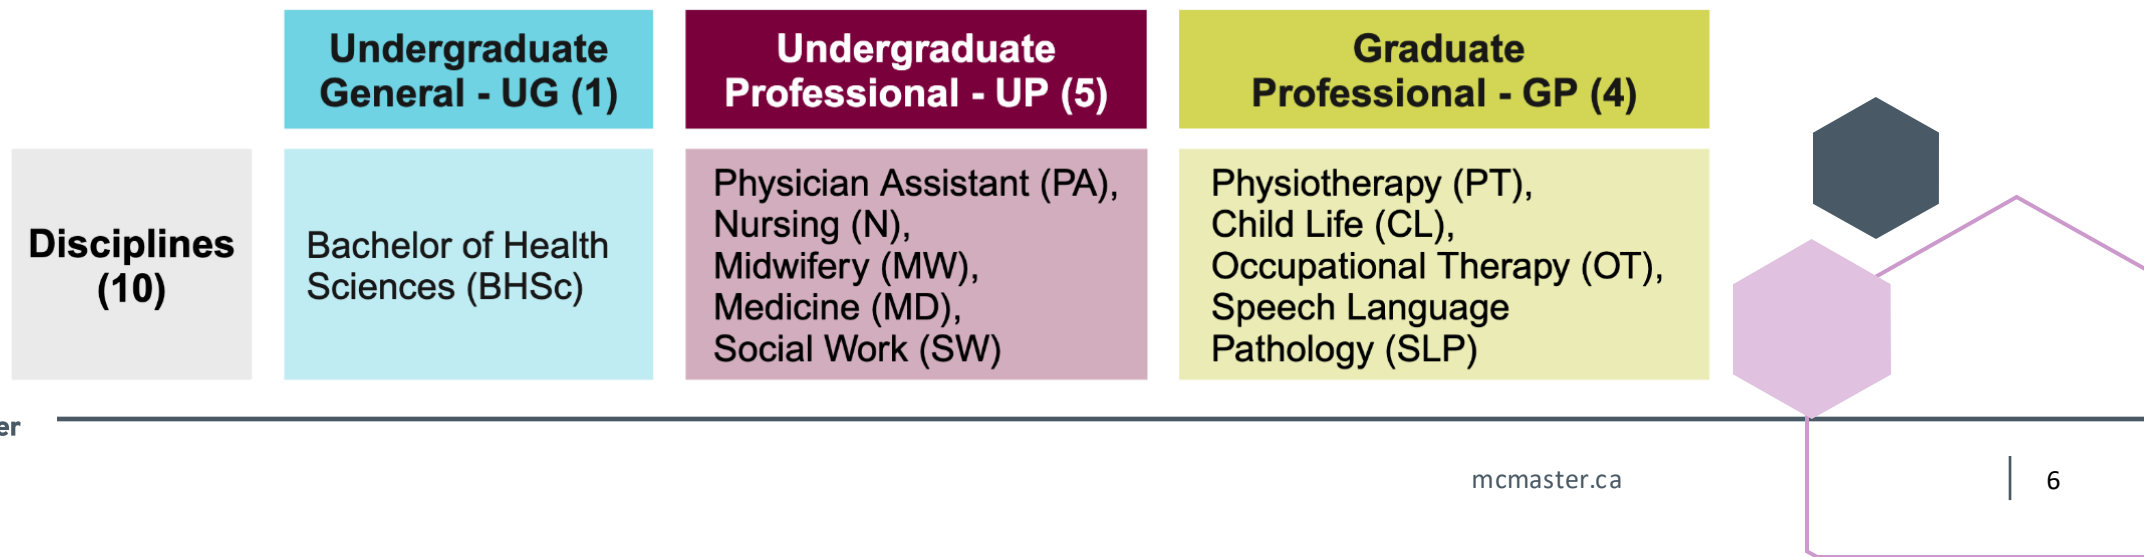 Undergraduate
General - UG (1)
Undergraduate
Professional - UP (5)
Graduate
Professional - GP (4)
Disciplines
(10)
Bachelor of Health
Sciences (BHSc)
Physician Assistant (PA),
Nursing (N),
Midwifery (MW),
Medicine (MD),
Social Work (SW)
Physiotherapy (PT),
Child Life (CL),
Occupational Therapy (OT),
Speech Language
Pathology (SLP)
er
mcmaster.ca
6